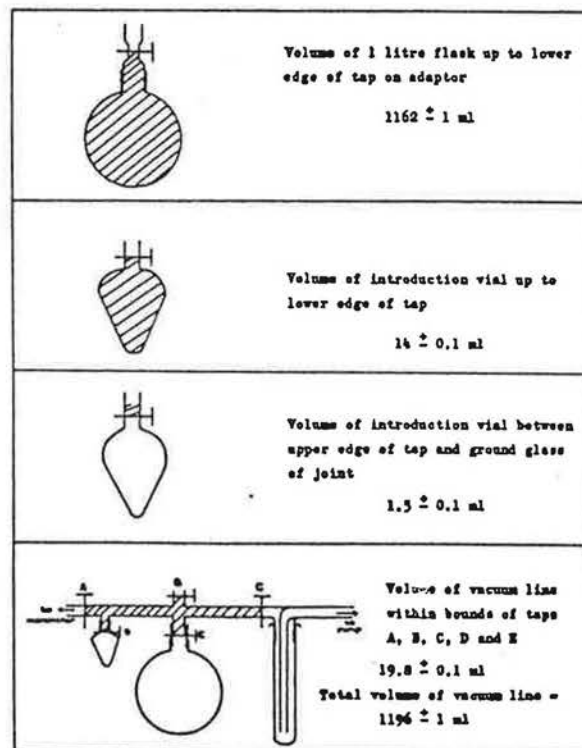 Volume of 1 litre flask up to lower
edge of tap on adaptor
1162 ± 1 ml
Volume of introduction vial up to
lower edge of tap
14 ± 0.1 ml
Volume of introduction vial between
upper edge of tap and ground glass
of joint
1.5 ± 0.1 ml
A
B
C
Volume of vacuum line
within bounds of taps
A, B, C, D and E
19.8 ± 0.1 ml
Total volume of vacuum line =
1196 ± 1 ml